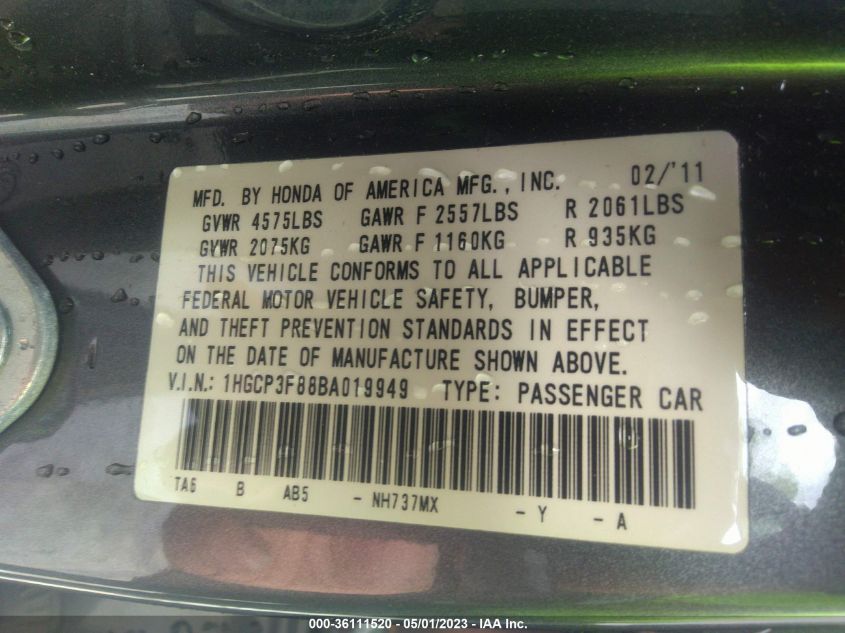 MFD. BY HONDA OF AMERICA MFG., INC. 02/'11
GVWR 4575LBS GAWR F 2557LBS R 2061LBS
GVWR 2075KG GAWR F 1160KG R 935KG
THIS VEHICLE CONFORMS TO ALL APPLICABLE
FEDERAL MOTOR VEHICLE SAFETY, BUMPER,
AND THEFT PREVENTION STANDARDS IN EFFECT
ON THE DATE OF MANUFACTURE SHOWN ABOVE.
V.I.N.: 1HGCP3F88BA019949 TYPE: PASSENGER CAR
TA6 B AB5 - NH737MX - Y - A
000-36111520 - 05/01/2023 - IAA Inc.